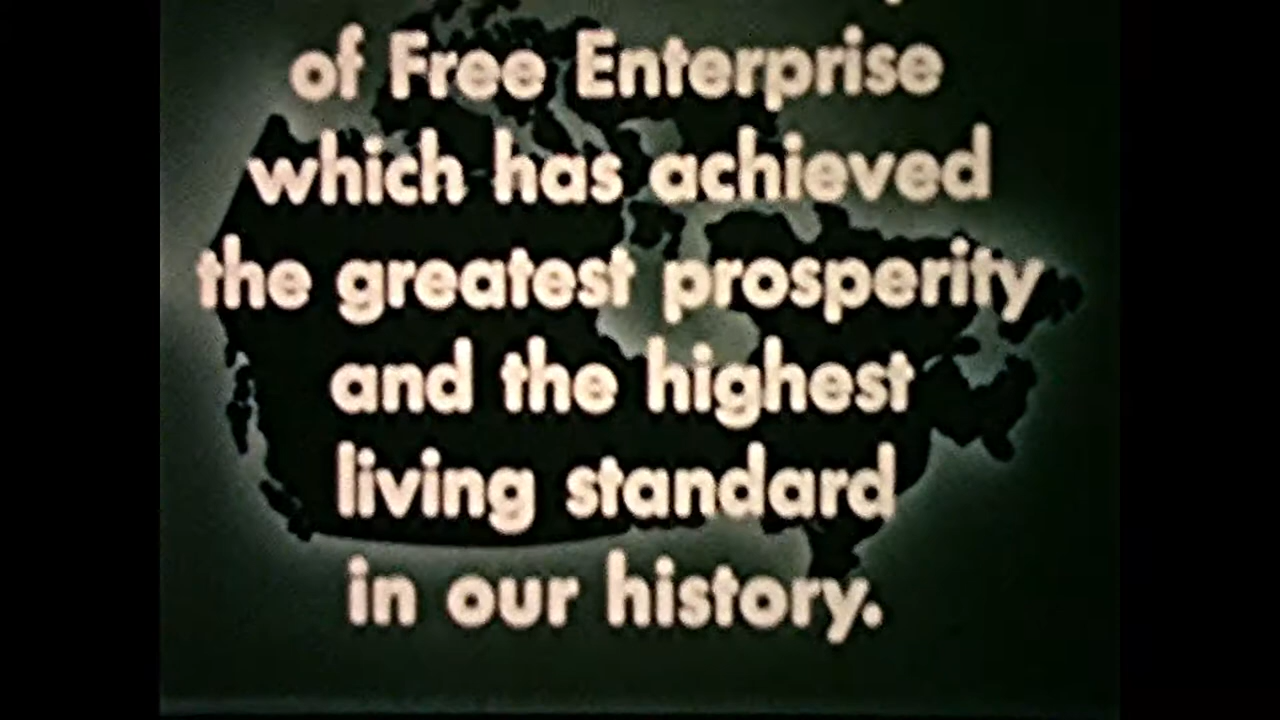 of Free Enterprise
which has achieved
the greatest prosperity
and the highest
living standard
in our history.